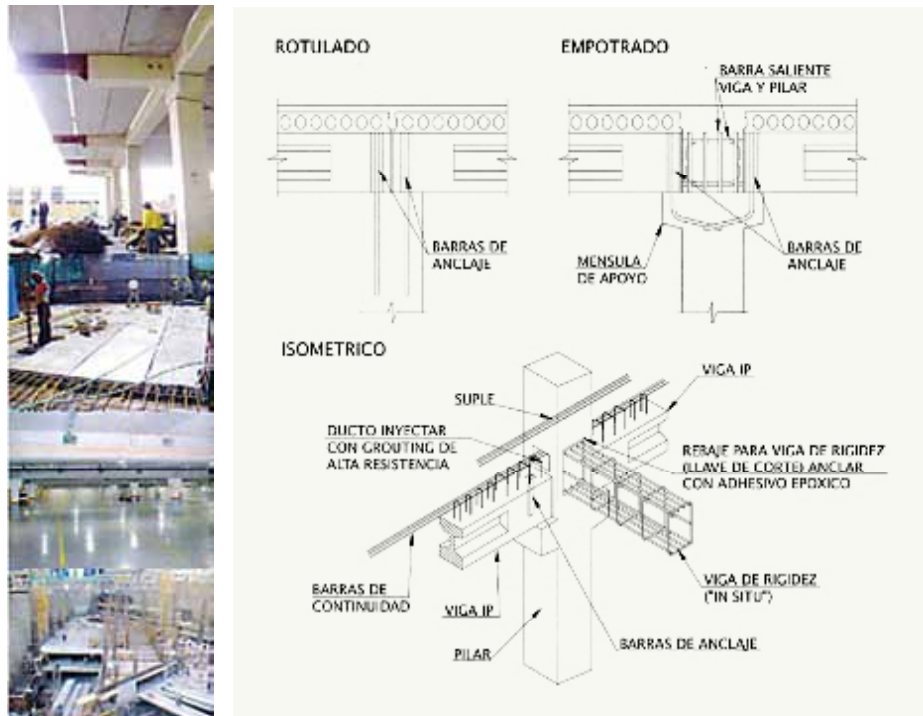 ROTULADO
EMPOTRADO
BARRA SALIENTE
VIGA Y PILAR
BARRAS DE
ANCLAJE
MENSULA
DE APOYO
BARRAS DE
ANCLAJE
ISOMETRICO
VIGA IP
SUPLE
DUCTO INYECTAR
CON GROUTING DE
ALTA RESISTENCIA
REBAJE PARA VIGA DE RIGIDEZ
(LLAVE DE CORTE) ANCLAR
CON ADHESIVO EPOXICO
BARRAS DE
CONTINUIDAD
VIGA IP
VIGA DE RIGIDEZ
("IN SITU")
PILAR
BARRAS DE ANCLAJE